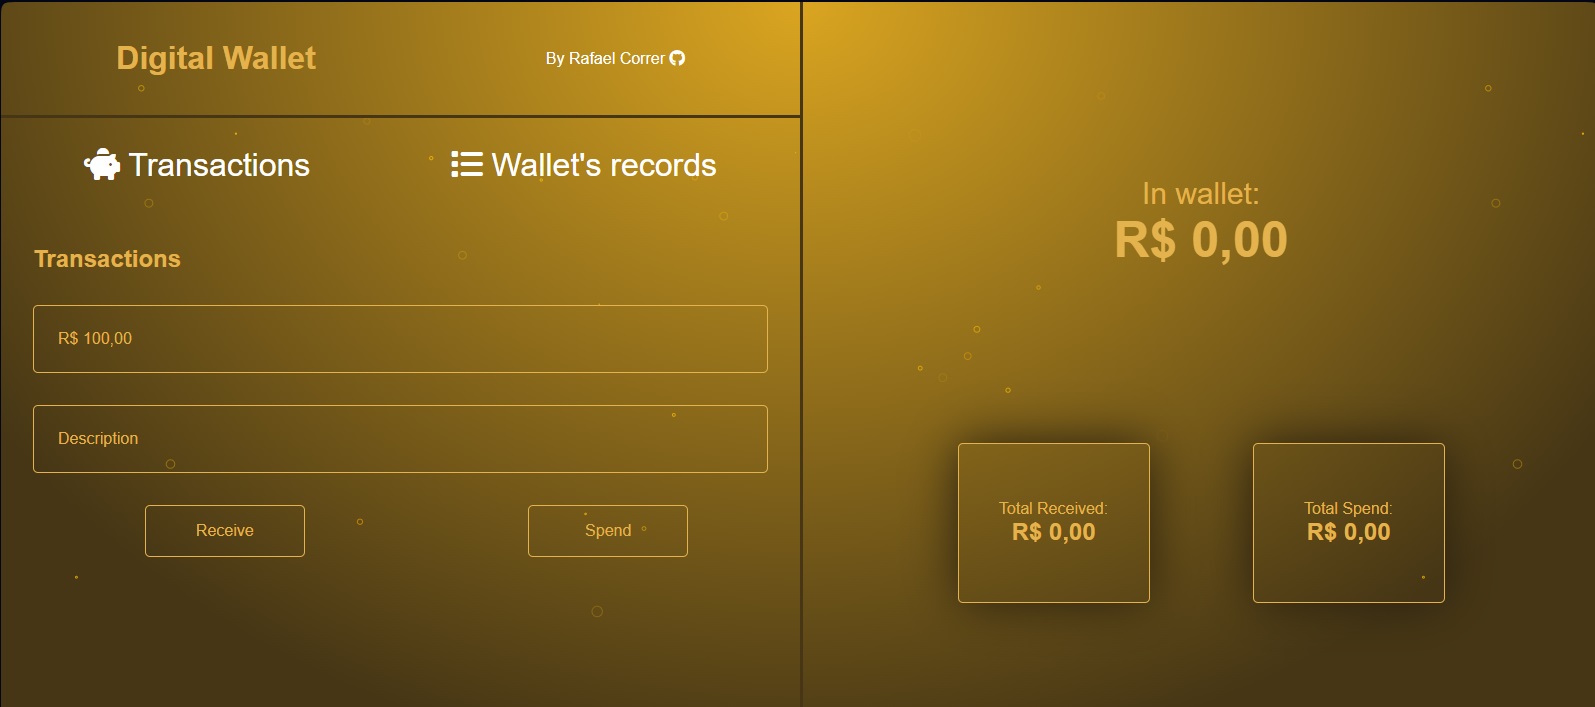 Digital Wallet
By Rafael Correr
Transactions
Wallet's records
Transactions
R$ 100,00
Description
Receive
Spend
In wallet:
R$ 0,00
Total Received:
R$ 0,00
Total Spend:
R$ 0,00